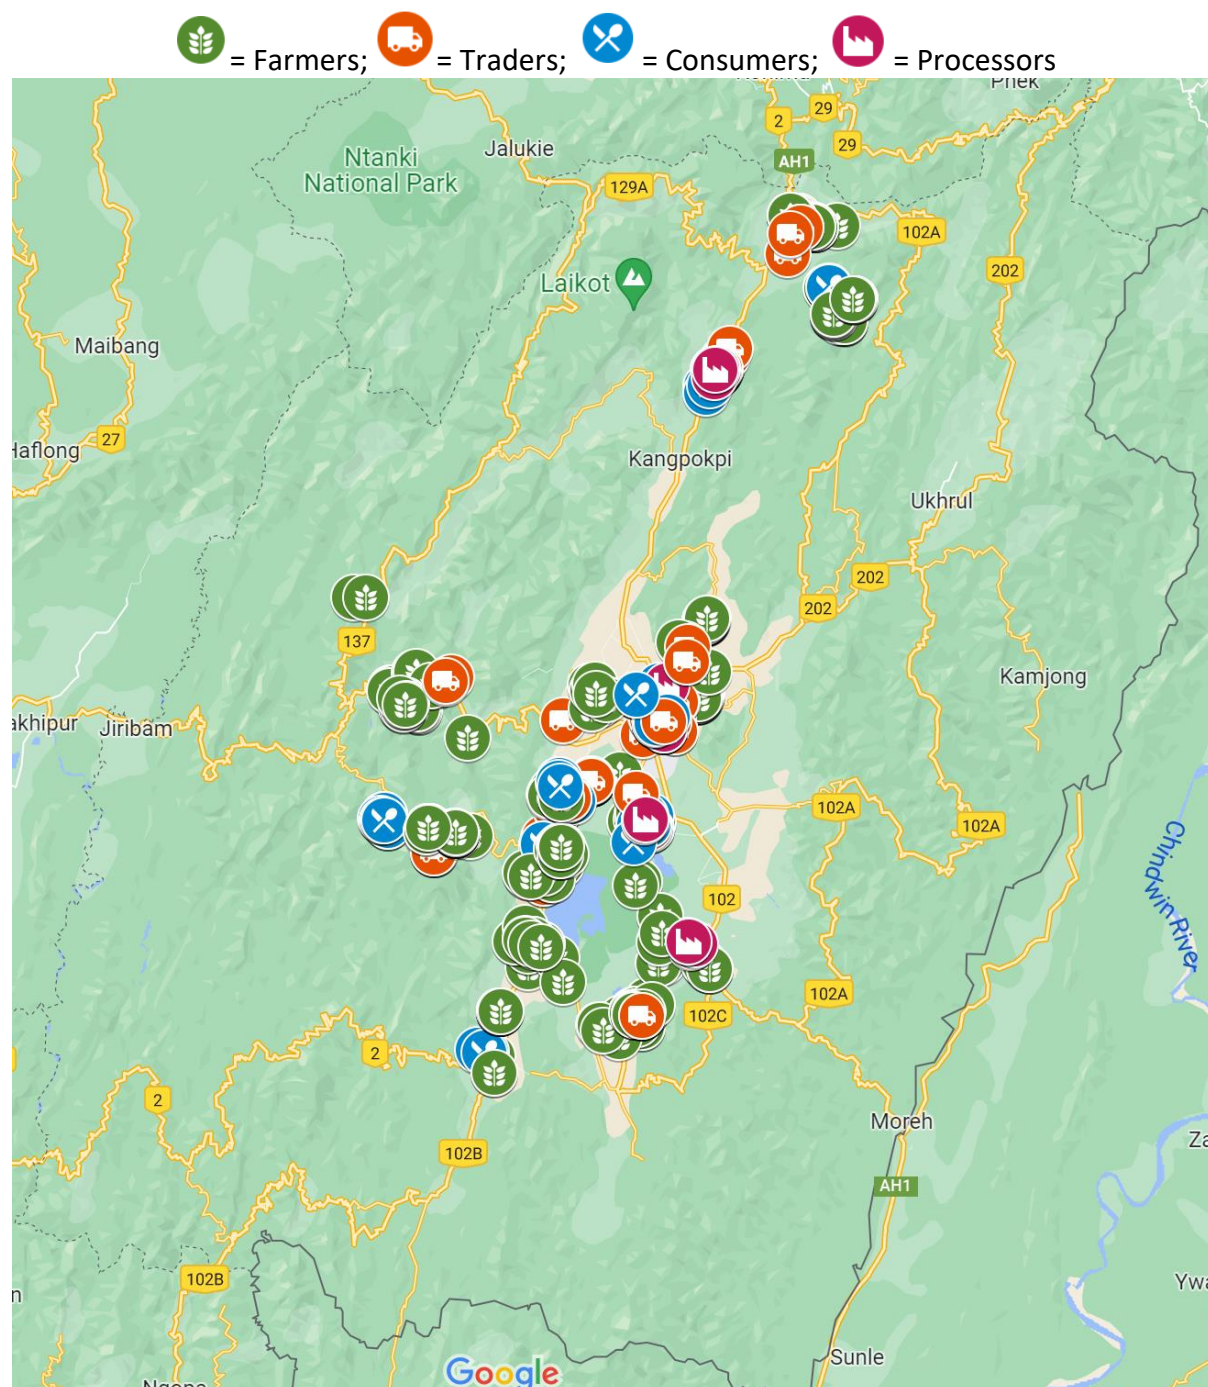 = Farmers; = Traders; = Consumers; = Processors
Phek
29
2
29
Jalukie
AH1
Ntanki
National Park
129A
102A
202
Laikot
Maibang
27
Haflong
Kangpokpi
Ukhrul
202
202
137
Kamjong
Jiribam
102A
102A
102
Chindwin River
102A
102C
2
2
Moreh
102B
AH1
102B
Sunle
Google